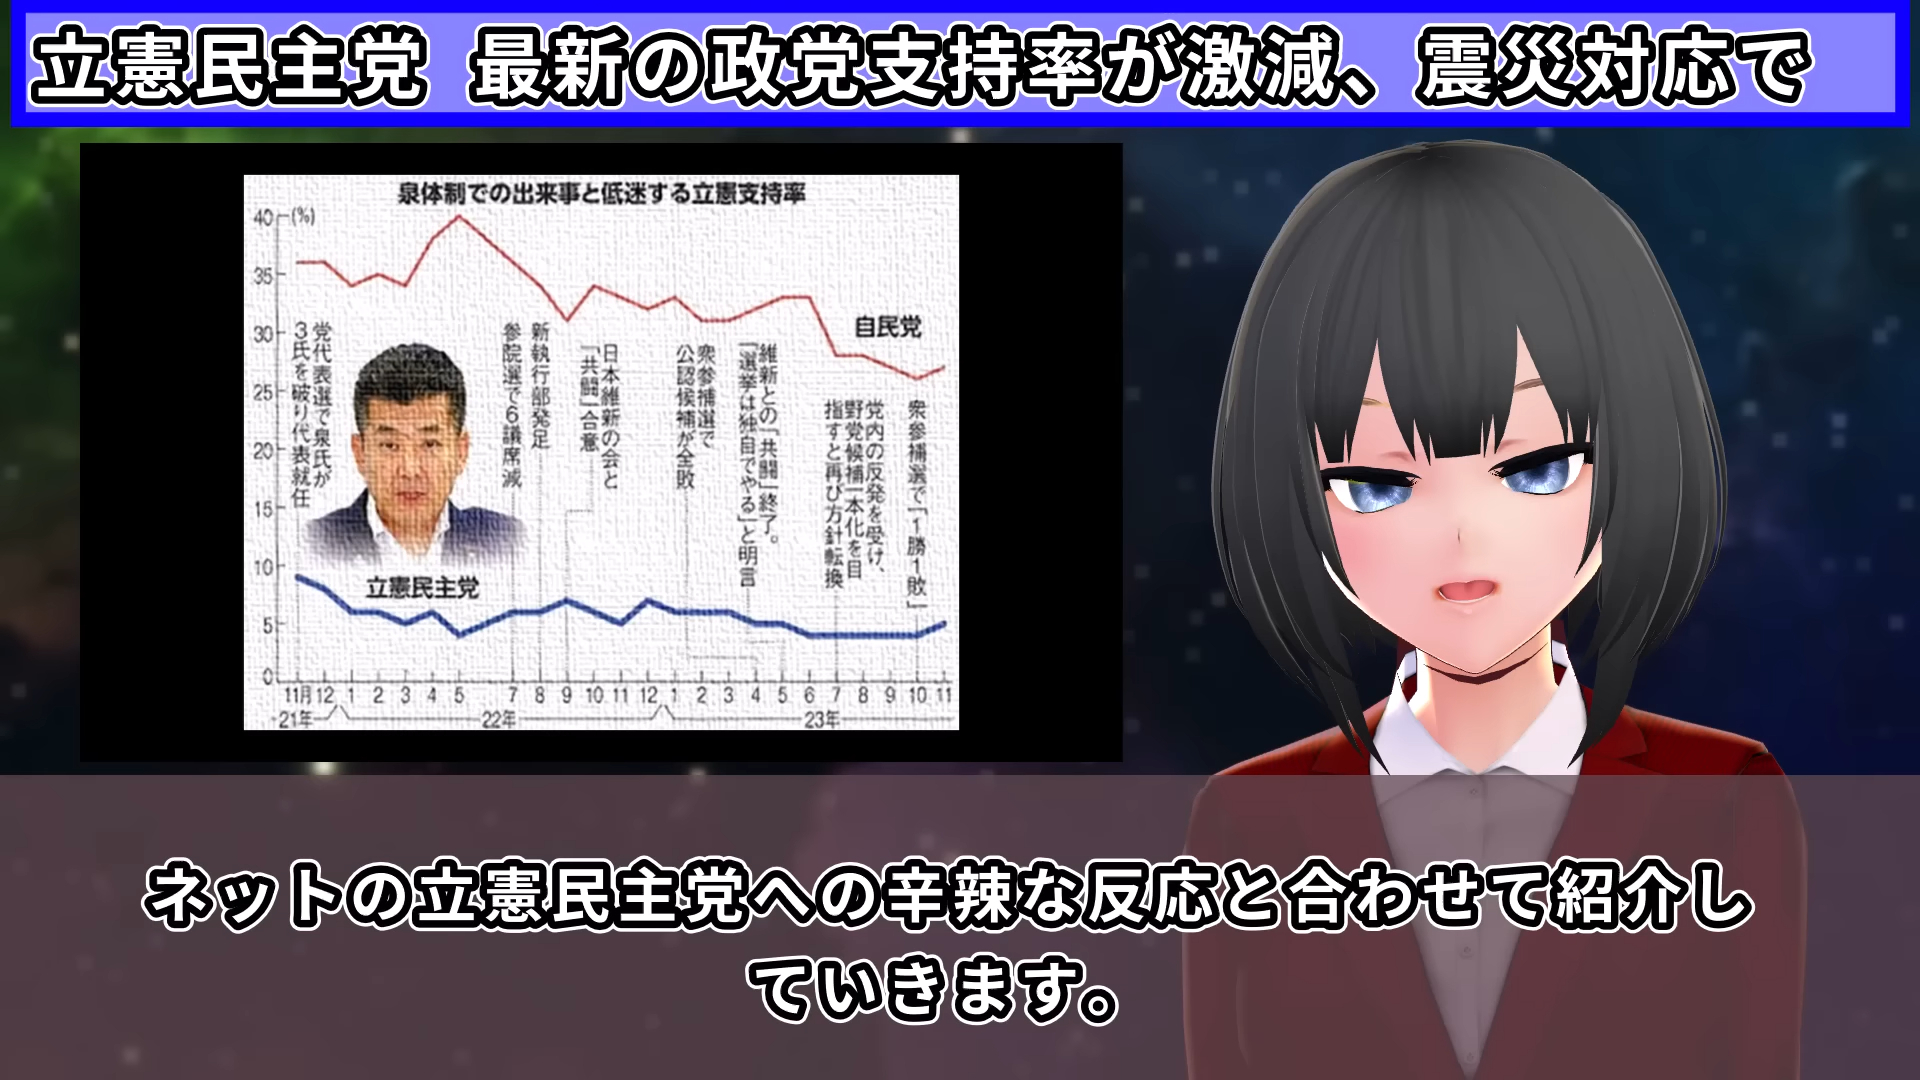 立憲民主党 最新の政党支持率が激減、震災対応で
泉体制での出来事と低迷する立憲支持率
40 (%)
35
30
25
20
15
10
5
0
自民党
立憲民主党
党代表選で泉氏が
3氏を破り代表就任
参院選で6議席減
新執行部発足
日本維新の会と
「共闘」合意
衆参補選で
公認候補が全敗
維新との「共闘」終了。
「選挙は独自でやる」と明言
党内の反発を受け、
野党候補一本化を目
指すと再び方針転換
衆参補選で「1勝1敗」
11月 12 1 2 3 4 5 7 8 9 10 11 12 1 2 3 4 5 6 7 8 9 10 11
21年 22年 23年
ネットの立憲民主党への辛辣な反応と合わせて紹介し
ていきます。